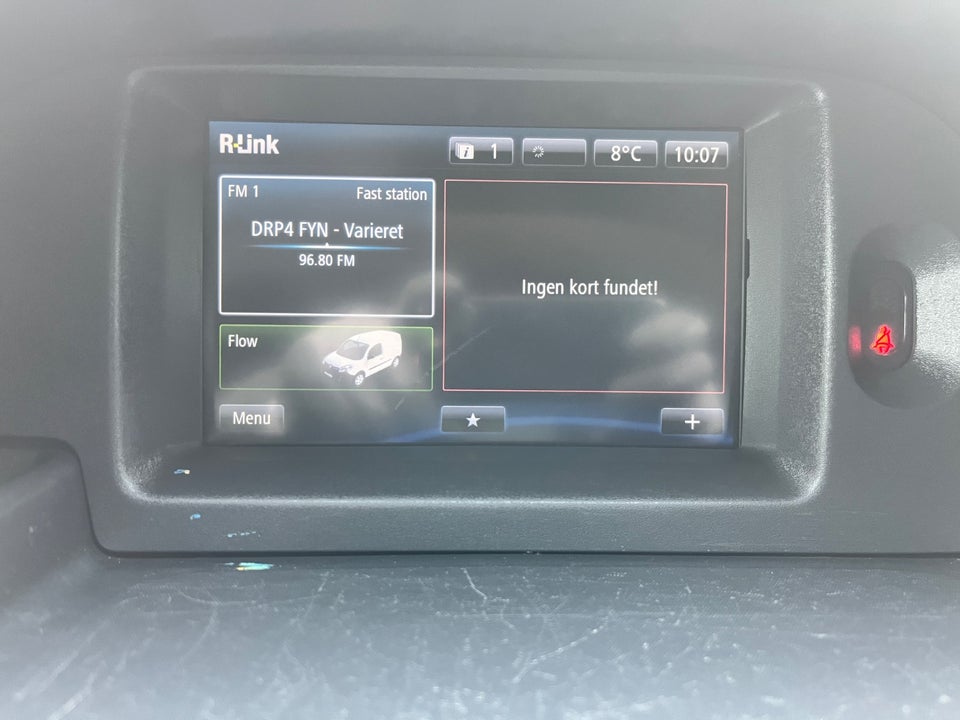 R-Link
1
8°C
10:07
FM 1
Fast station
DRP4 FYN - Varieret
96.80 FM
Ingen kort fundet!
Flow
Menu